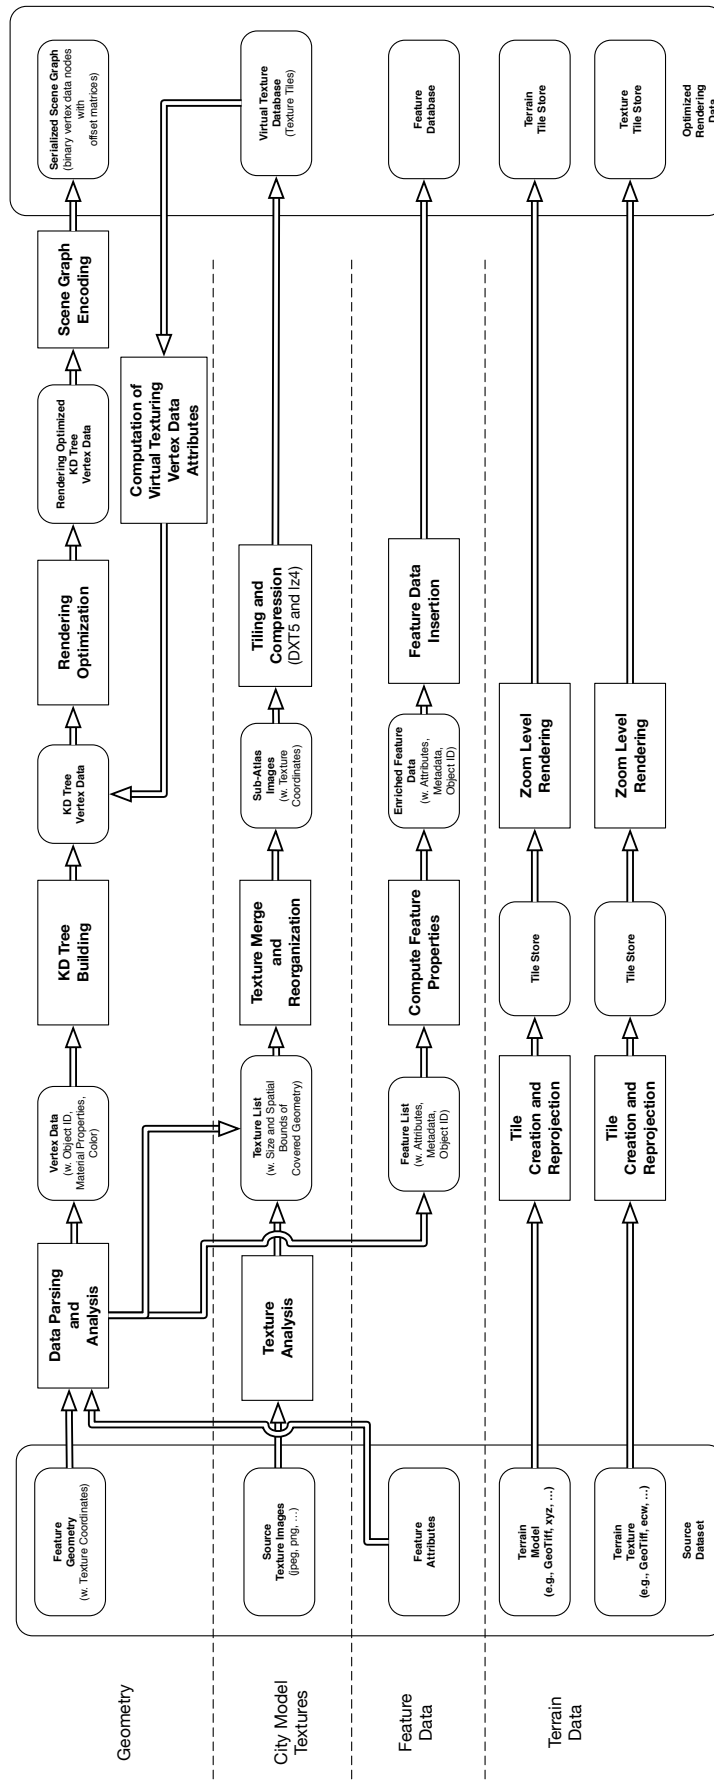 Geometry
Feature
Geometry
(w. Texture Coordinates)
Data Parsing
and
Analysis
Vertex Data
(w. Object ID,
Material Properties,
Color)
KD Tree
Building
KD Tree
Vertex Data
Rendering
Optimization
Rendering Optimized
KD Tree
Vertex Data
Scene Graph
Encoding
Serialized Scene Graph
(binary vertex data nodes
with
offset matrices)
Computation of
Virtual Texturing
Vertex Data
Attributes
City Model
Textures
Source
Texture Images
(jpeg, png, ...)
Texture
Analysis
Texture List
(w. Size and Spatial
Bounds of
Covered Geometry)
Texture Merge
and
Reorganization
Sub-Atlas
Images
(w. Texture
Coordinates)
Tiling and
Compression
(DXT5 and lz4)
Virtual Texture
Database
(Texture Tiles)
Feature
Data
Feature
Attributes
Feature List
(w. Attributes,
Metadata,
Object ID)
Compute Feature
Properties
Enriched Feature
Data
(w. Attributes,
Metadata,
Object ID)
Feature Data
Insertion
Feature
Database
Terrain
Data
Terrain
Model
(e.g., GeoTiff, xyz, ...)
Tile
Creation and
Reprojection
Tile Store
Zoom Level
Rendering
Terrain
Tile Store
Terrain
Texture
(e.g., GeoTiff, ecw, ...)
Tile
Creation and
Reprojection
Tile Store
Zoom Level
Rendering
Texture
Tile Store
Source
Dataset
Optimized
Rendering
Data